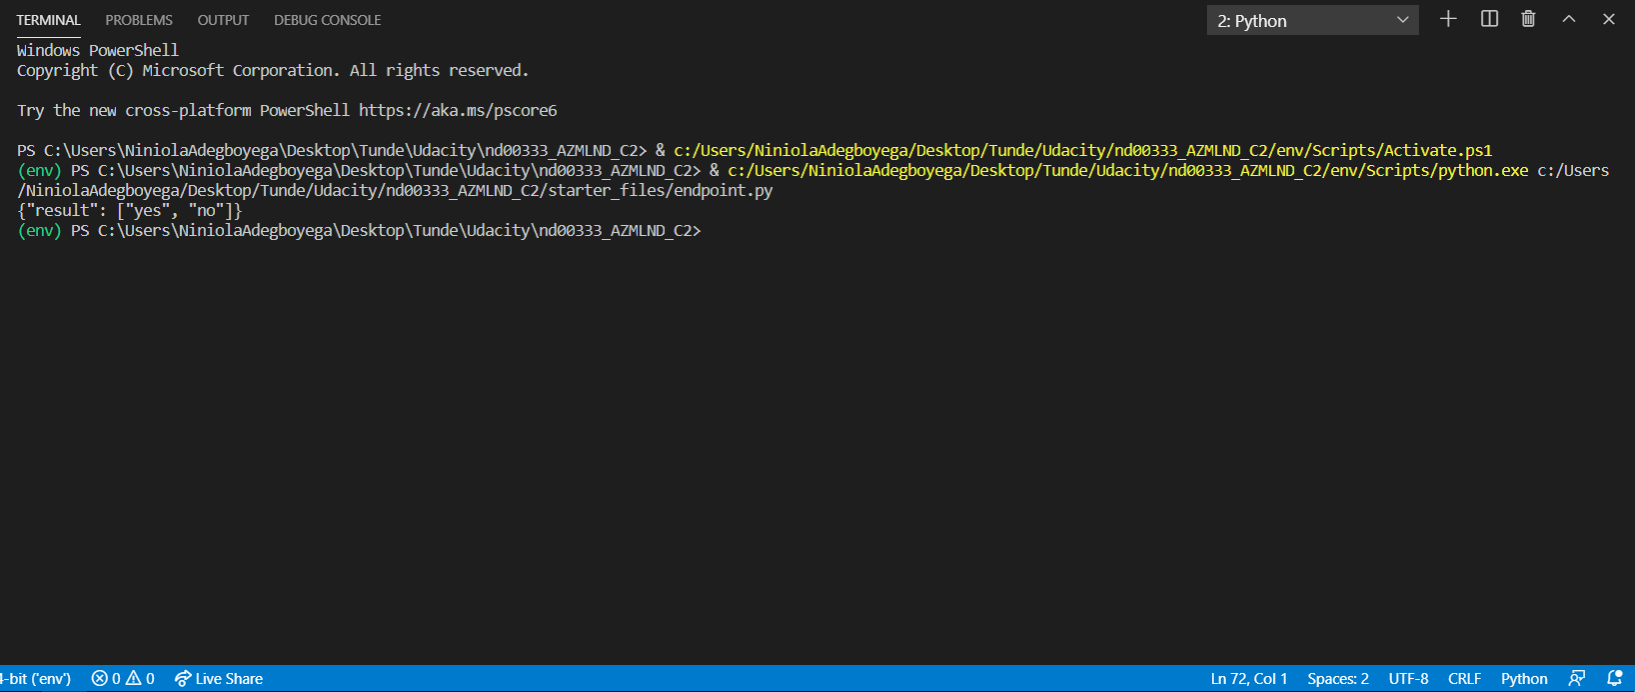 TERMINAL PROBLEMS OUTPUT DEBUG CONSOLE 2: Python
Windows PowerShell
Copyright (C) Microsoft Corporation. All rights reserved.
Try the new cross-platform PowerShell https://aka.ms/pscore6
PS C:\Users\NiniolaAdegboyega\Desktop\Tunde\Udacity\nd00333_AZMLND_C2> & c:/Users/NiniolaAdegboyega/Desktop/Tunde/Udacity/nd00333_AZMLND_C2/env/Scripts/Activate.ps1
(env) PS C:\Users\NiniolaAdegboyega\Desktop\Tunde\Udacity\nd00333_AZMLND_C2> & c:/Users/NiniolaAdegboyega/Desktop/Tunde/Udacity/nd00333_AZMLND_C2/env/Scripts/python.exe c:/Users
/NiniolaAdegboyega/Desktop/Tunde/Udacity/nd00333_AZMLND_C2/starter_files/endpoint.py
{"result": ["yes", "no"]}
(env) PS C:\Users\NiniolaAdegboyega\Desktop\Tunde\Udacity\nd00333_AZMLND_C2>
4-bit ('env') 0 0 Live Share Ln 72, Col 1 Spaces: 2 UTF-8 CRLF Python